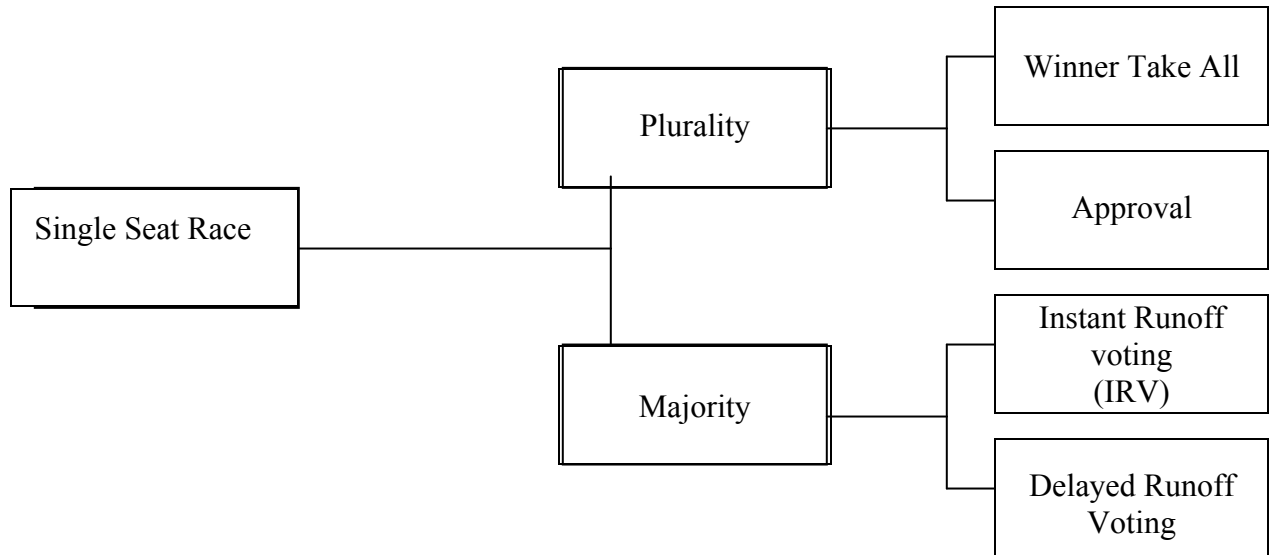 Single Seat Race
Plurality
Majority
Winner Take All
Approval
Instant Runoff
voting
(IRV)
Delayed Runoff
Voting